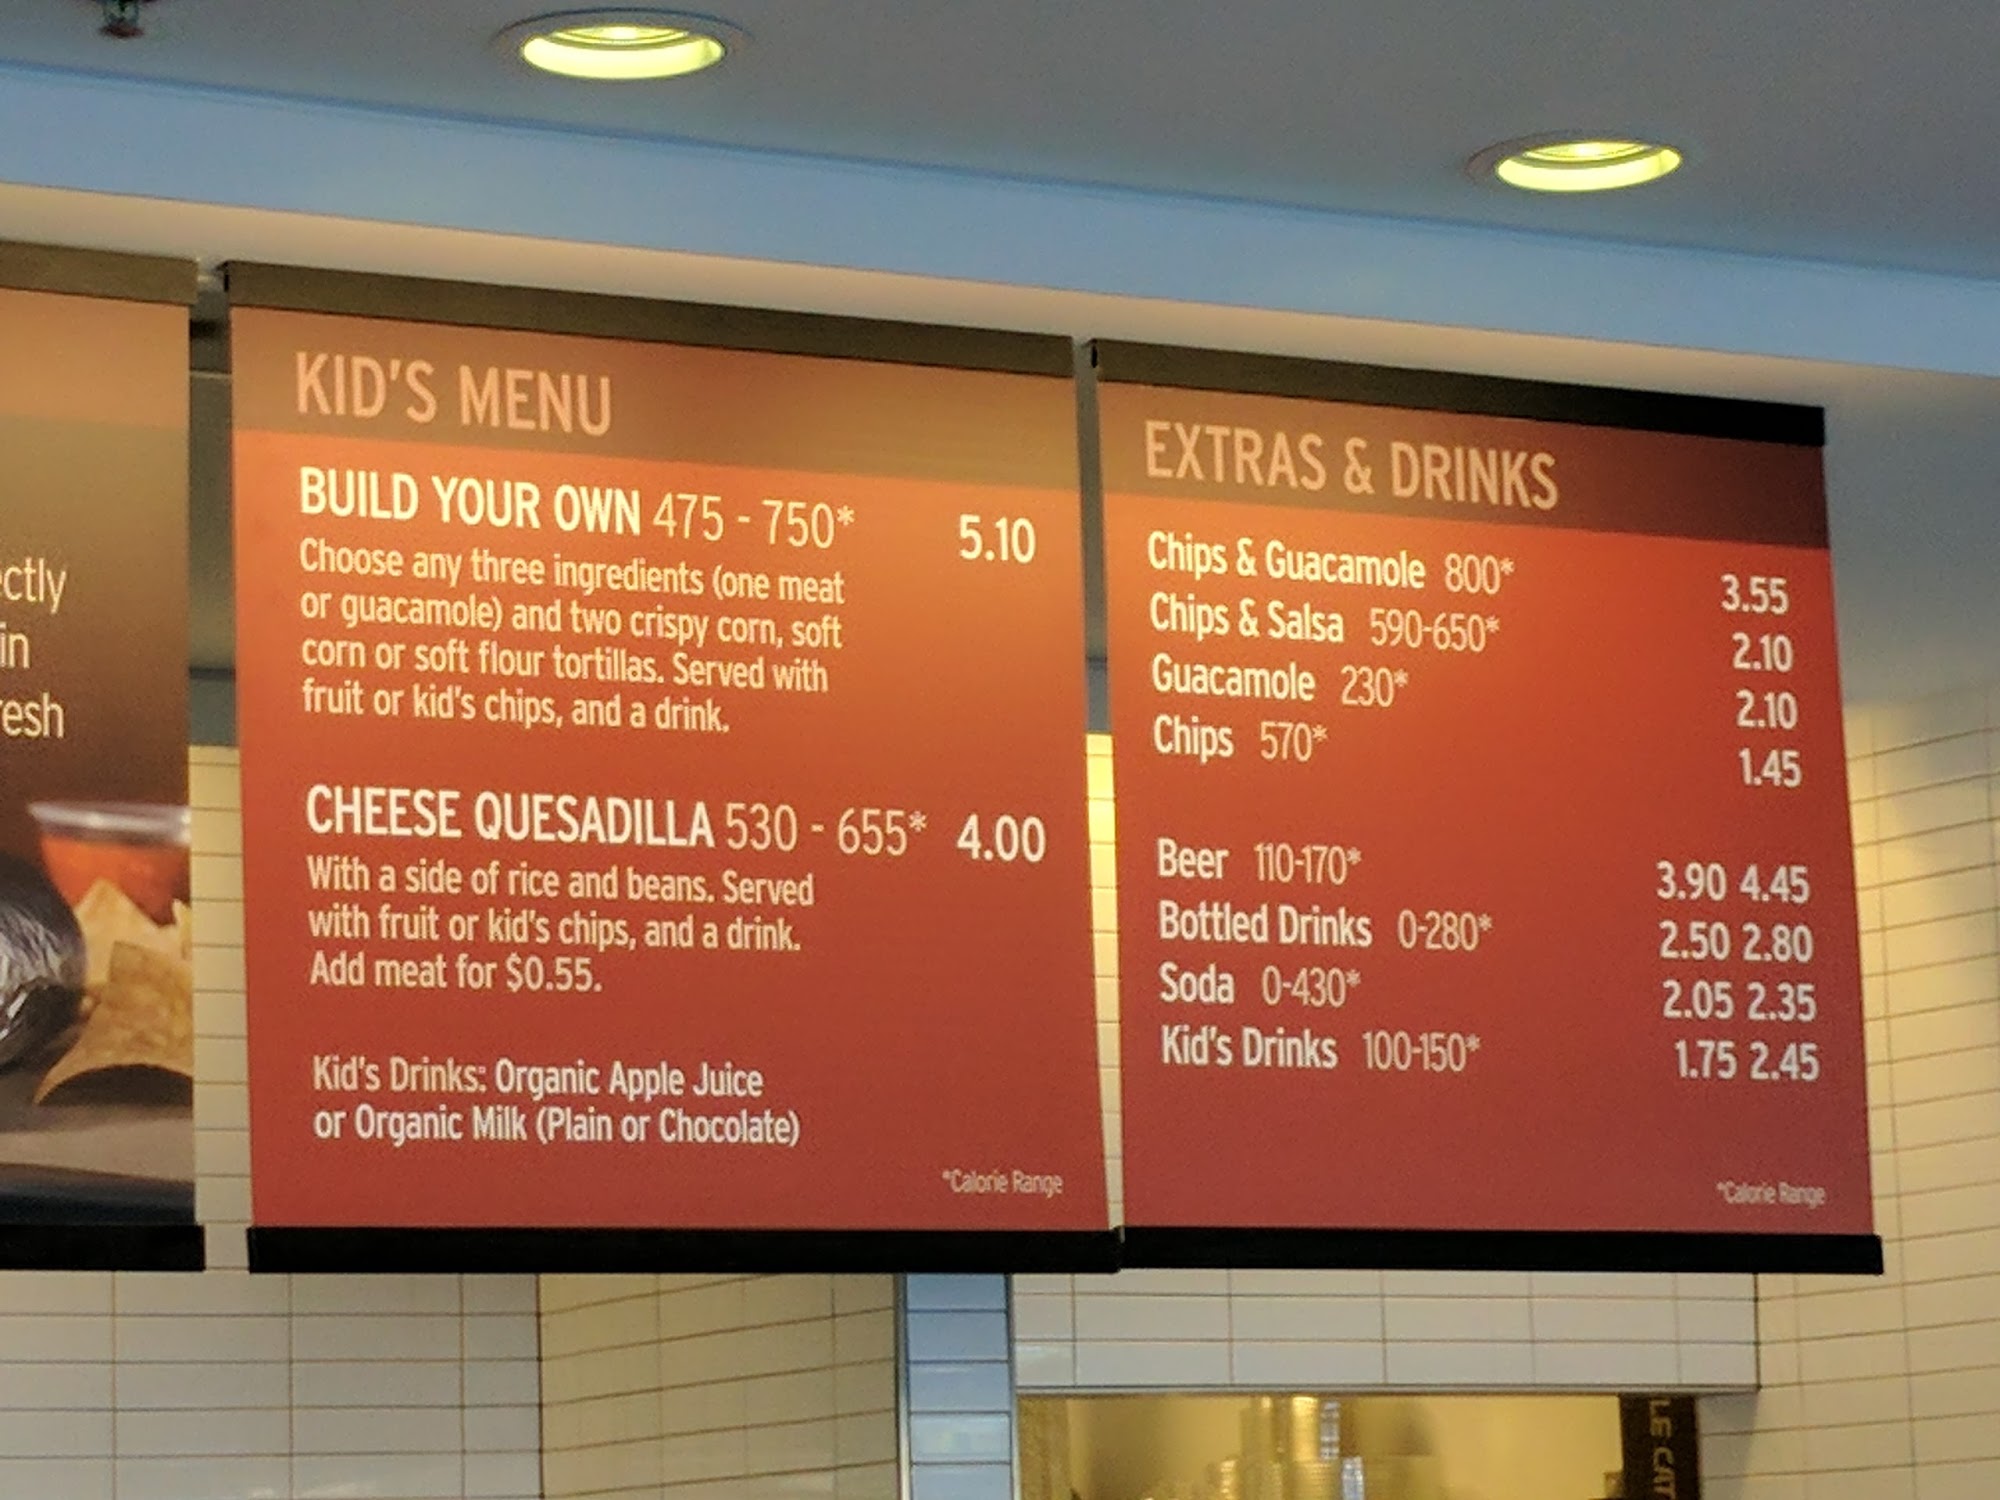 ctly
in
esh
KID'S MENU
BUILD YOUR OWN 475 - 750* 5.10
Choose any three ingredients (one meat
or guacamole) and two crispy corn, soft
corn or soft flour tortillas. Served with
fruit or kid's chips, and a drink.
CHEESE QUESADILLA 530 - 655* 4.00
With a side of rice and beans. Served
with fruit or kid's chips, and a drink.
Add meat for $0.55.
Kid's Drinks: Organic Apple Juice
or Organic Milk (Plain or Chocolate)
*Calorie Range
EXTRAS & DRINKS
Chips & Guacamole 800* 3.55
Chips & Salsa 590-650* 2.10
Guacamole 230* 2.10
Chips 570* 1.45
Beer 110-170* 3.90 4.45
Bottled Drinks 0-280* 2.50 2.80
Soda 0-430* 2.05 2.35
Kid's Drinks 100-150* 1.75 2.45
*Calorie Range
LE CAT